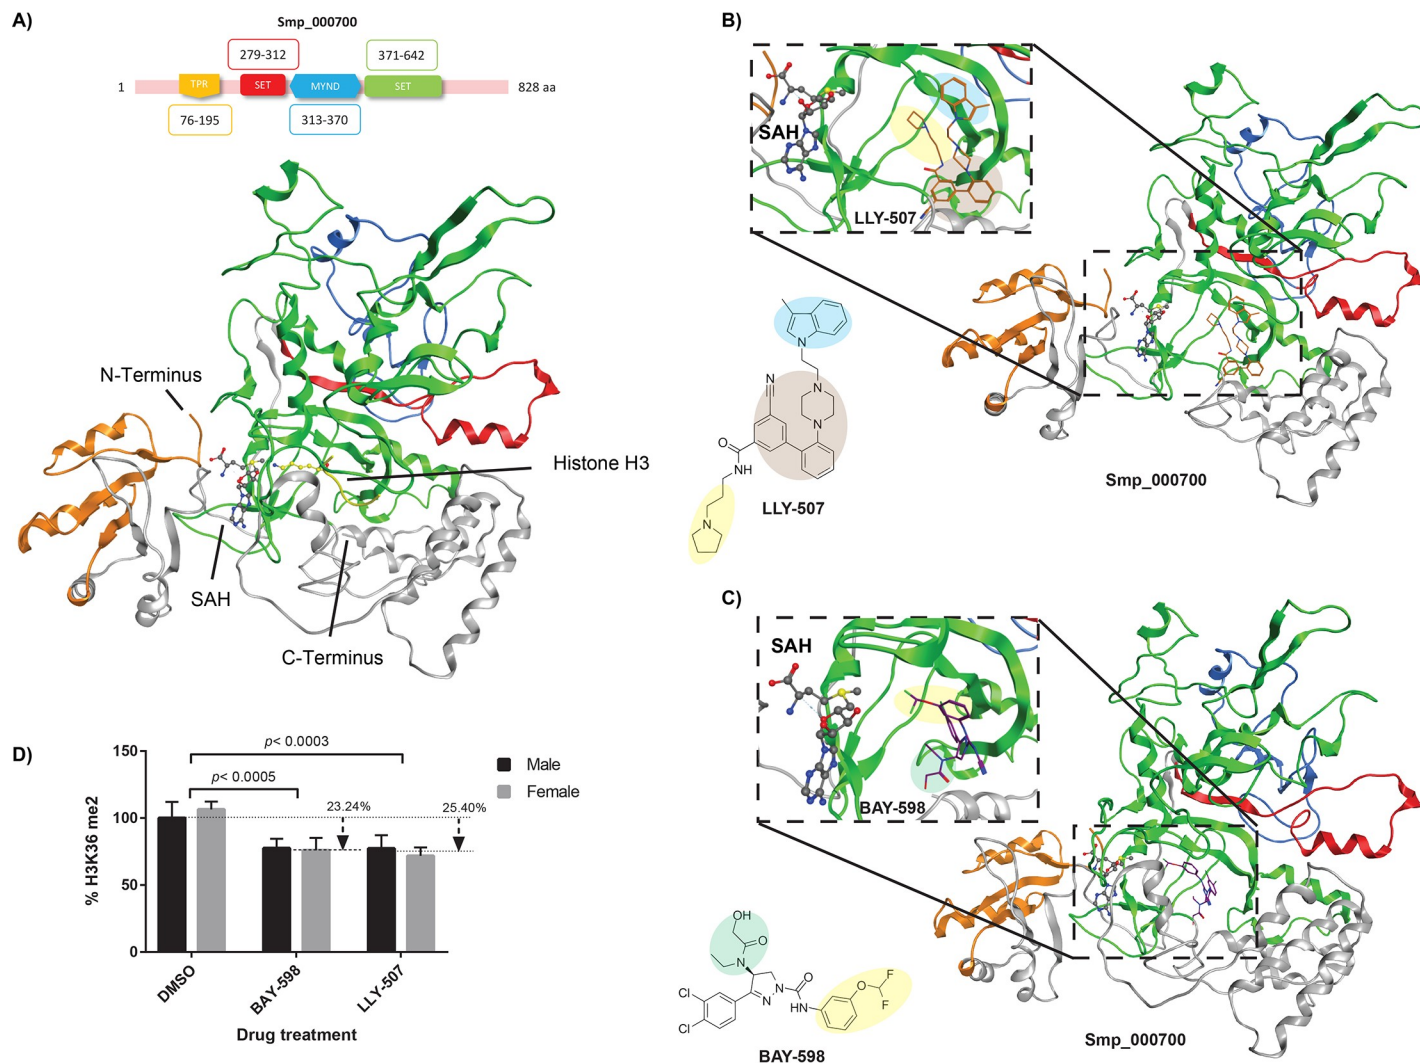 A)
Smp_000700
279-312
371-642
1
TPR
SET
MYND
SET
828 aa
76-195
313-370
N-Terminus
Histone H3
SAH
C-Terminus
B)
SAH
LLY-507
N
N
N
N
O
NH
N
LLY-507
Smp_000700
C)
SAH
BAY-598
OH
O
N
O
F
O
F
N
N
HN
Cl
Cl
BAY-598
Smp_000700
D)
150
p< 0.0003
Male
p< 0.0005
Female
23.24%
25.40%
100
50
0
% H3K36 me2
DMSO
BAY-598
LLY-507
Drug treatment